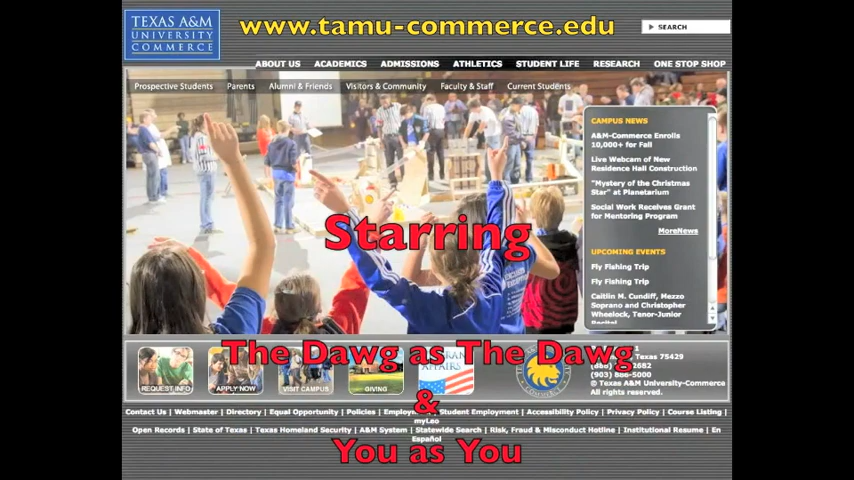 TEXAS A&M
UNIVERSITY
COMMERCE
www.tamu-commerce.edu
SEARCH
ABOUT US ACADEMICS ADMISSIONS ATHLETICS STUDENT LIFE RESEARCH ONE STOP SHOP
Prospective Students Parents Alumni & Friends Visitors & Community Faculty & Staff Current Students
CAMPUS NEWS
A&M-Commerce Enrolls
10,000+ for Fall
Live Webcam of New
Residence Hall Construction
"Mystery of the Christmas
Star" at Planetarium
Social Work Receives Grant
for Mentoring Program
MoreNews
UPCOMING EVENTS
Fly Fishing Trip
Fly Fishing Trip
Caitlin M. Cundiff, Mezzo
Soprano and Christopher
Wheelock, Tenor-Junior
Recital
Starring
The Dawg as The Dawg
&
You as You
REQUEST INFO
APPLY NOW
VISIT CAMPUS
GIVING
AFFAIRS
Texas 75429
(903) 886-5000
© Texas A&M University-Commerce
All rights reserved.
Contact Us | Webmaster | Directory | Equal Opportunity | Policies | Student Employment | Accessibility Policy | Privacy Policy | Course Listing |
myLeo
Open Records | State of Texas | Texas Homeland Security | A&M System | Statewide Search | Risk, Fraud & Misconduct Hotline | Institutional Resume | En
Español